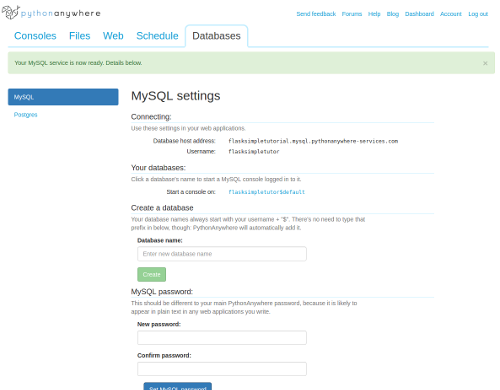 pythonanywhere
Send feedback Forums Help Blog Dashboard Account Log out
Consoles Files Web Schedule Databases
Your MySQL service is now ready. Details below. ×
MySQL
Postgres
MySQL settings
Connecting:
Use these settings in your web applications.
Database host address: flasksimpletutorial.mysql.pythonanywhere-services.com
Username: flasksimpletutor
Your databases:
Click a database's name to start a MySQL console logged in to it.
Start a console on: flasksimpletutor$default
Create a database
Your database names always start with your username + "$". There's no need to type that
prefix in below, though: PythonAnywhere will automatically add it.
Database name:
Enter new database name
Create
MySQL password:
This should be different to your main PythonAnywhere password, because it is likely to
appear in plain text in any web applications you write.
New password:
Confirm password:
Set MySQL password